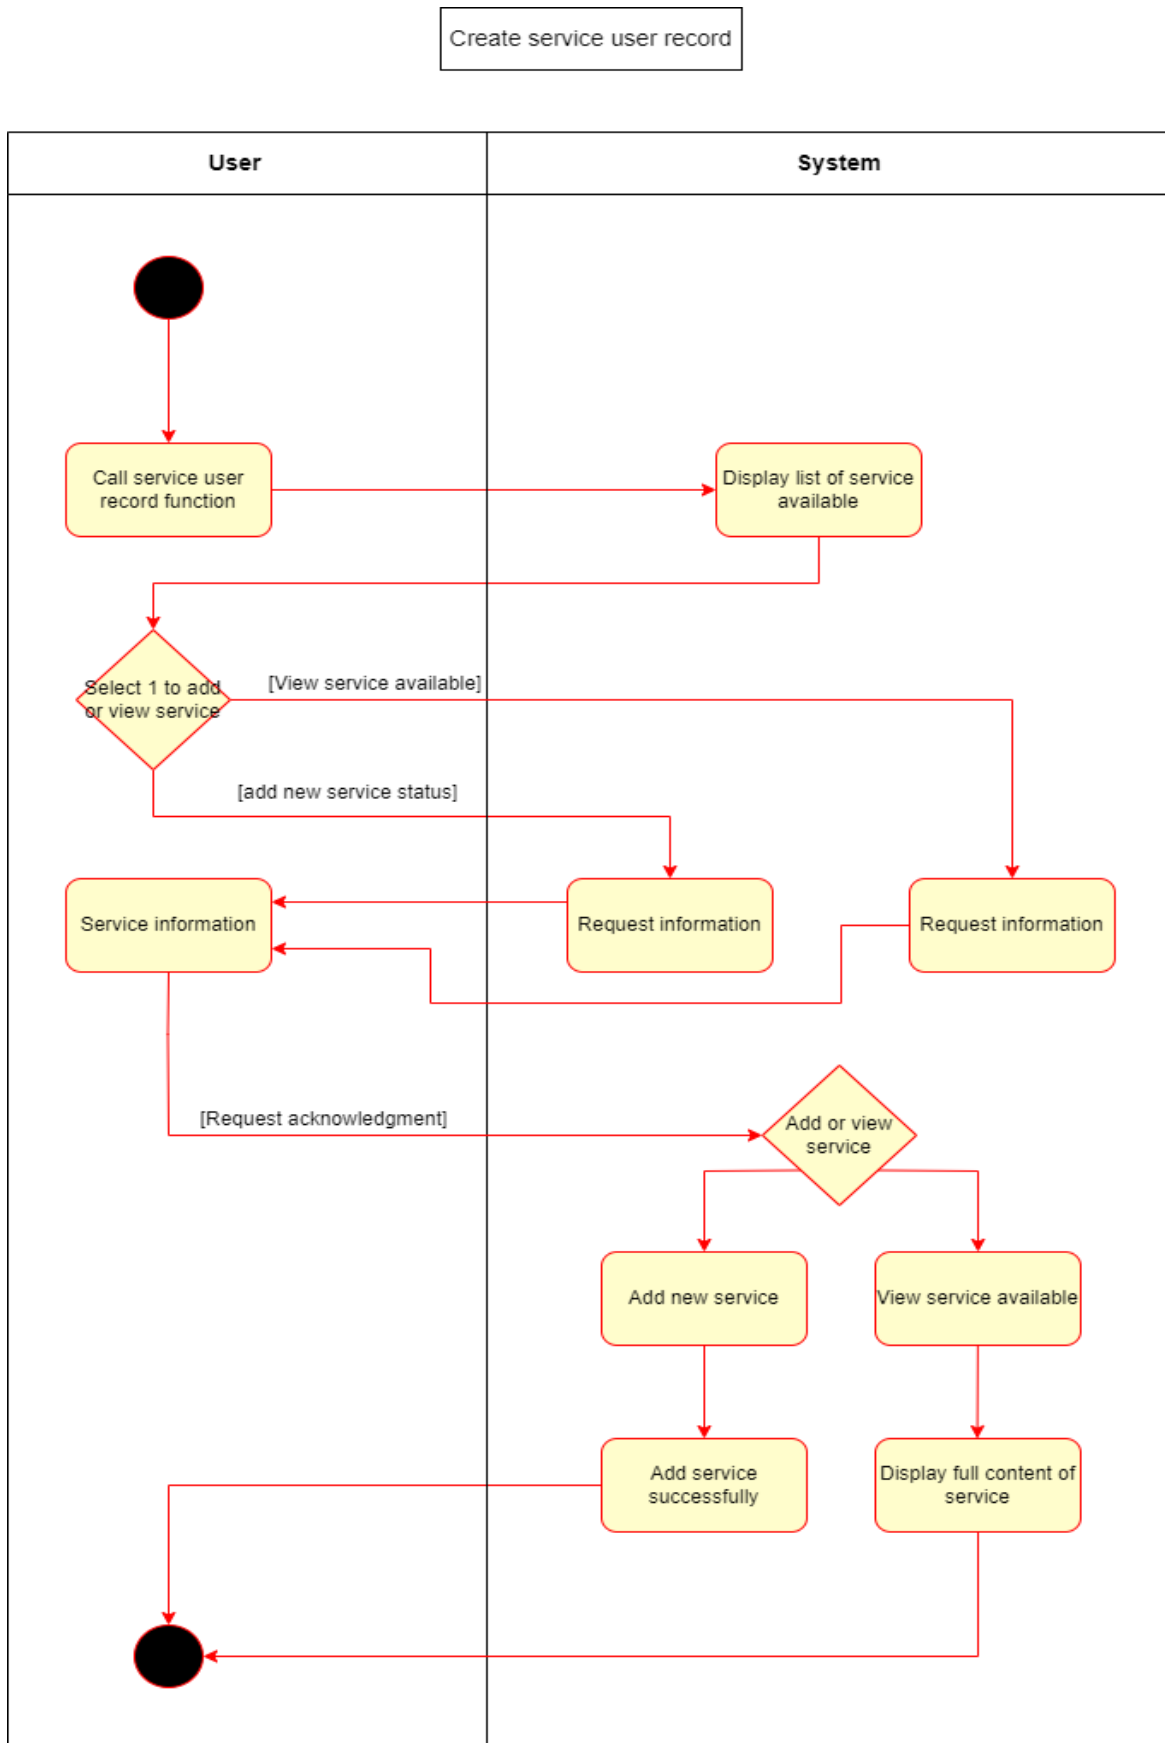 Create service user record
User
System
Call service user
record function
Display list of service
available
Select 1 to add
or view service
[View service available]
[add new service status]
Service information
Request information
Request information
[Request acknowledgment]
Add or view
service
Add new service
View service available
Add service
successfully
Display full content of
service